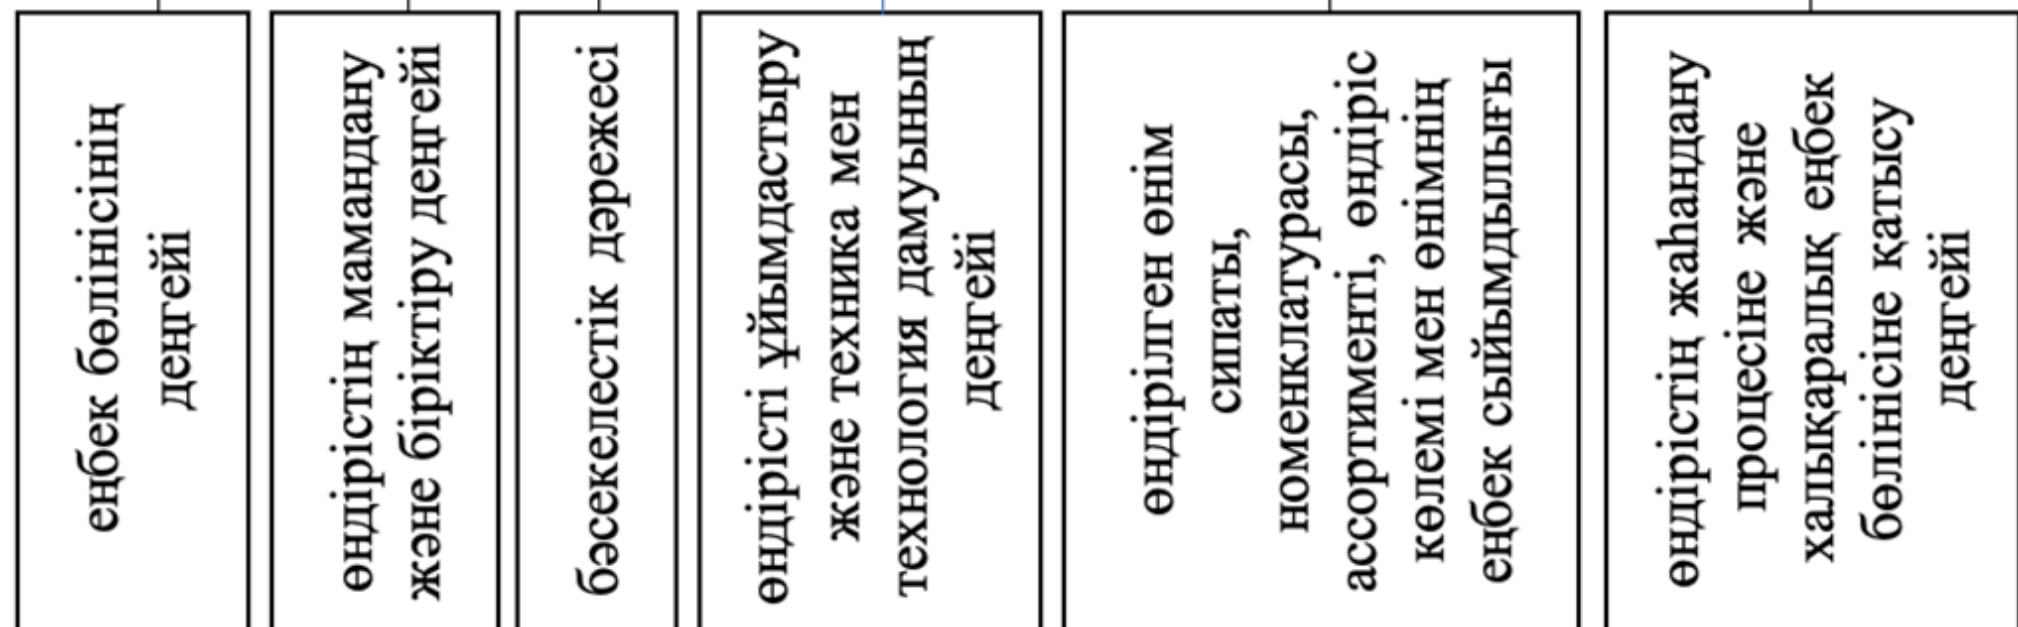 еңбек бөлінісінің
деңгейі
өндірістің мамандану
және біріктіру деңгейі
бәсекелестік дәрежесі
өндірісті ұйымдастыру
және техника мен
технология дамуының
деңгейі
өндірілген өнім
сипаты,
номенклатурасы,
ассортименті, өндіріс
көлемі мен өнімнің
еңбек сыйымдылығы
өндірістің жаһандану
процесіне және
халықаралық еңбек
бөлінісіне қатысу
деңгейі